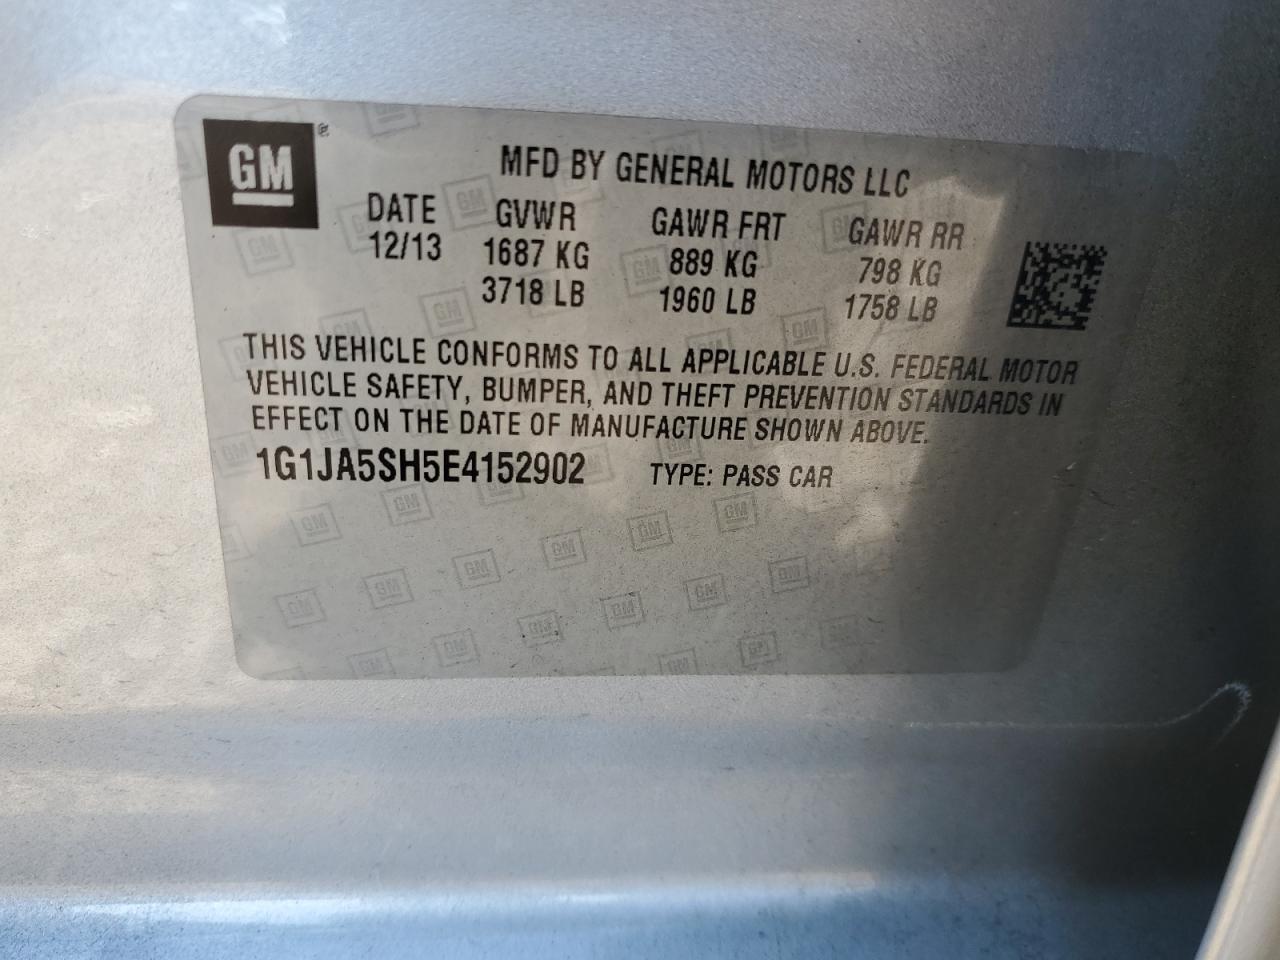 GM ®
MFD BY GENERAL MOTORS LLC
DATE GVWR GAWR FRT GAWR RR
12/13 1687 KG 889 KG 798 KG
3718 LB 1960 LB 1758 LB
THIS VEHICLE CONFORMS TO ALL APPLICABLE U.S. FEDERAL MOTOR
VEHICLE SAFETY, BUMPER, AND THEFT PREVENTION STANDARDS IN
EFFECT ON THE DATE OF MANUFACTURE SHOWN ABOVE.
1G1JA5SH5E4152902 TYPE: PASS CAR